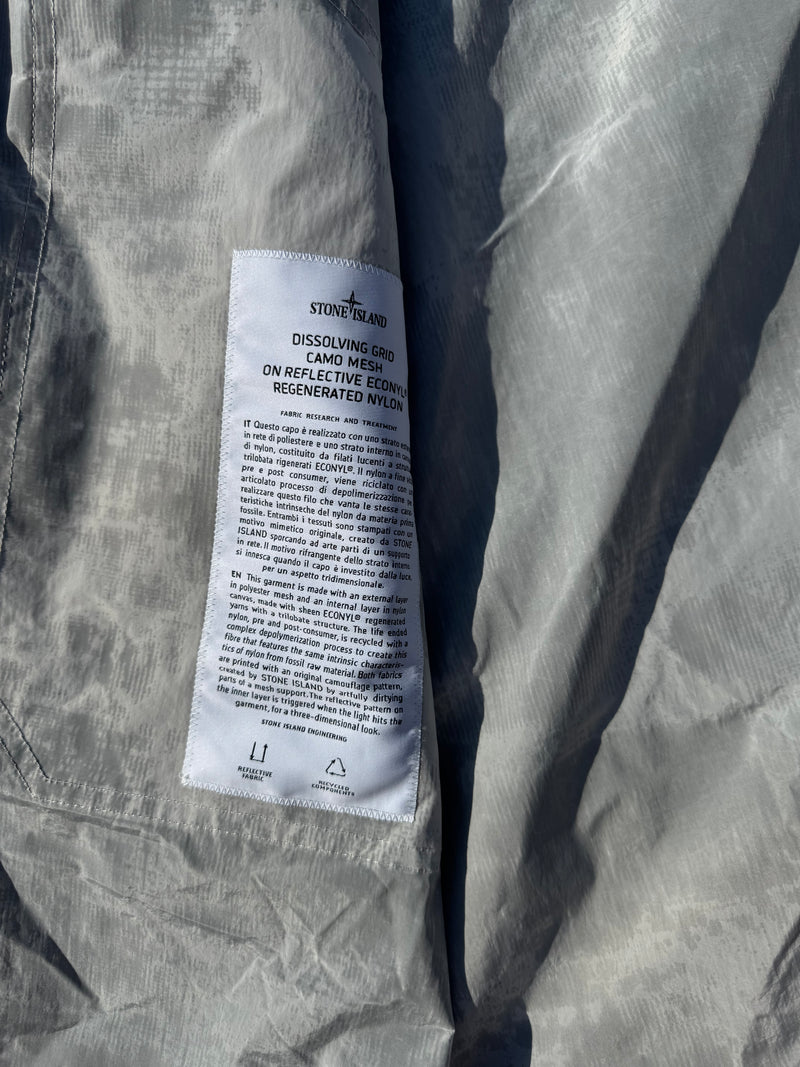 STONE ISLAND
DISSOLVING GRID
CAMO MESH
ON REFLECTIVE ECONYL®
REGENERATED NYLON
FABRIC RESEARCH AND TREATMENT
IT Questo capo è realizzato con uno strato
in rete di poliestere e uno strato interno in
di nylon, costituito da filati lucenti a
trilobata rigenerati ECONYL®. Il nylon a fine
pre e post consumer, viene riciclato con
articolato processo di depolimerizzazione
realizzare questo filo che vanta le stesse
teristiche intrinseche del nylon da materia prima
fossile. Entrambi i tessuti sono stampati con un
motivo mimetico originale, creato da STONE
ISLAND sporcando ad arte parti di un supporto
in rete. Il motivo rifrangente dello strato interno
si innesca quando il capo è investito dalla luce,
per un aspetto tridimensionale.
EN This garment is made with an external layer
in polyester mesh and an internal layer in nylon
canvas, made with sheen ECONYL® regenerated
yarns with a trilobate structure. The life ended
nylon, pre and post-consumer, is recycled with a
complex depolymerization process to create this
fibre that features the same intrinsic characteris-
tics of nylon from fossil raw material. Both fabrics
are printed with an original camouflage pattern,
created by STONE ISLAND by artfully dirtying
parts of a mesh support. The reflective pattern on
the inner layer is triggered when the light hits the
garment, for a three-dimensional look.
STONE ISLAND ENGINEERING
REFLECTIVE
FABRIC
RECYCLED
COMPONENTS